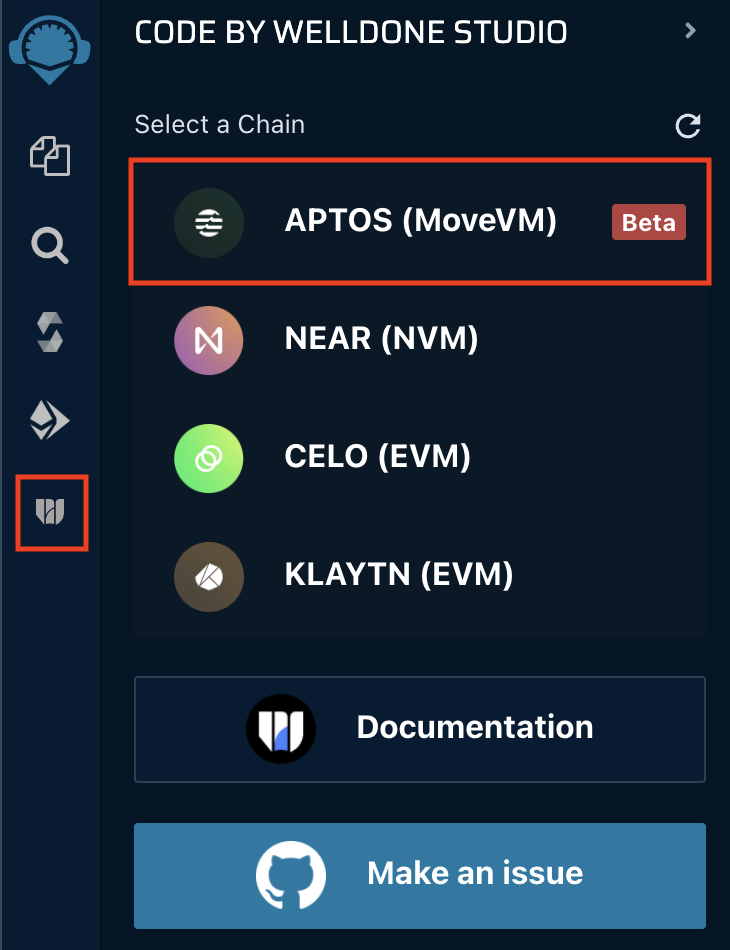 CODE BY WELLDONE STUDIO
Select a Chain
APTOS (MoveVM) Beta
NEAR (NVM)
CELO (EVM)
KLAYTN (EVM)
Documentation
Make an issue